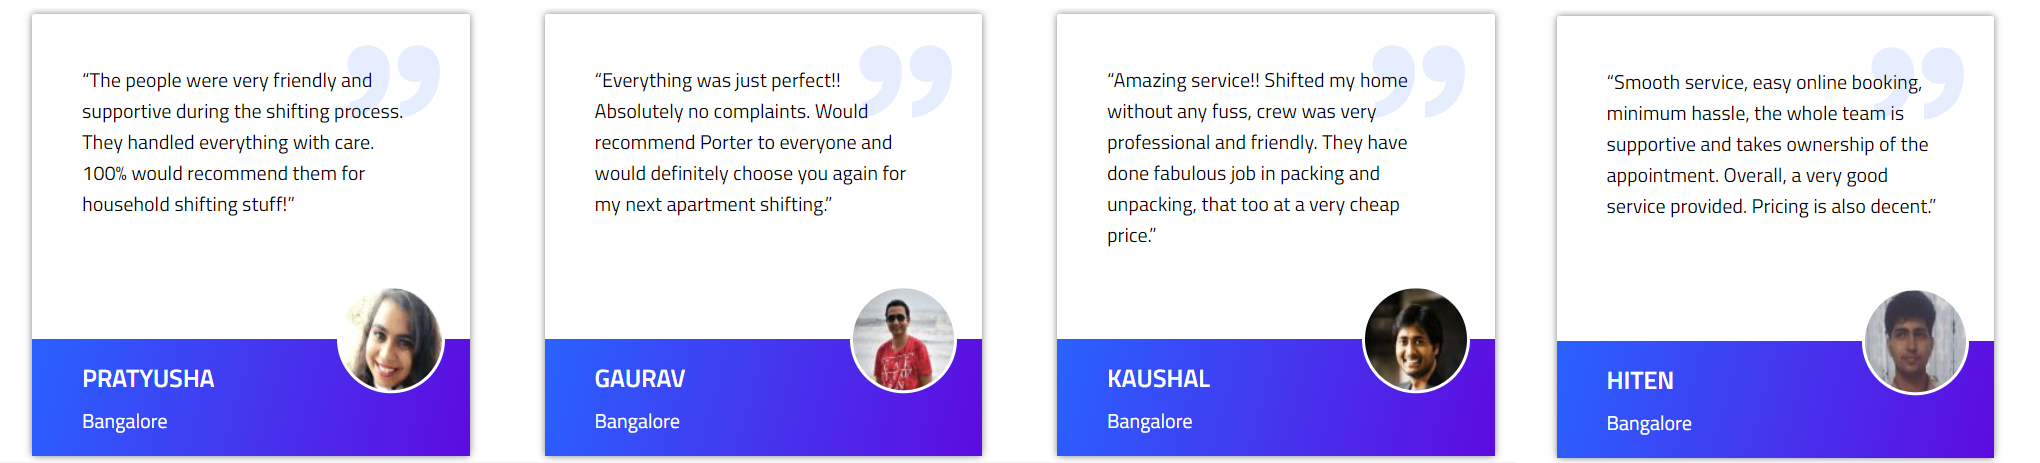 “The people were very friendly and
supportive during the shifting process.
They handled everything with care.
100% would recommend them for
household shifting stuff!”
PRATYUSHA
Bangalore
“Everything was just perfect!!
Absolutely no complaints. Would
recommend Porter to everyone and
would definitely choose you again for
my next apartment shifting.”
GAURAV
Bangalore
“Amazing service!! Shifted my home
without any fuss, crew was very
professional and friendly. They have
done fabulous job in packing and
unpacking, that too at a very cheap
price.”
KAUSHAL
Bangalore
“Smooth service, easy online booking,
minimum hassle, the whole team is
supportive and takes ownership of the
appointment. Overall, a very good
service provided. Pricing is also decent.”
HITEN
Bangalore